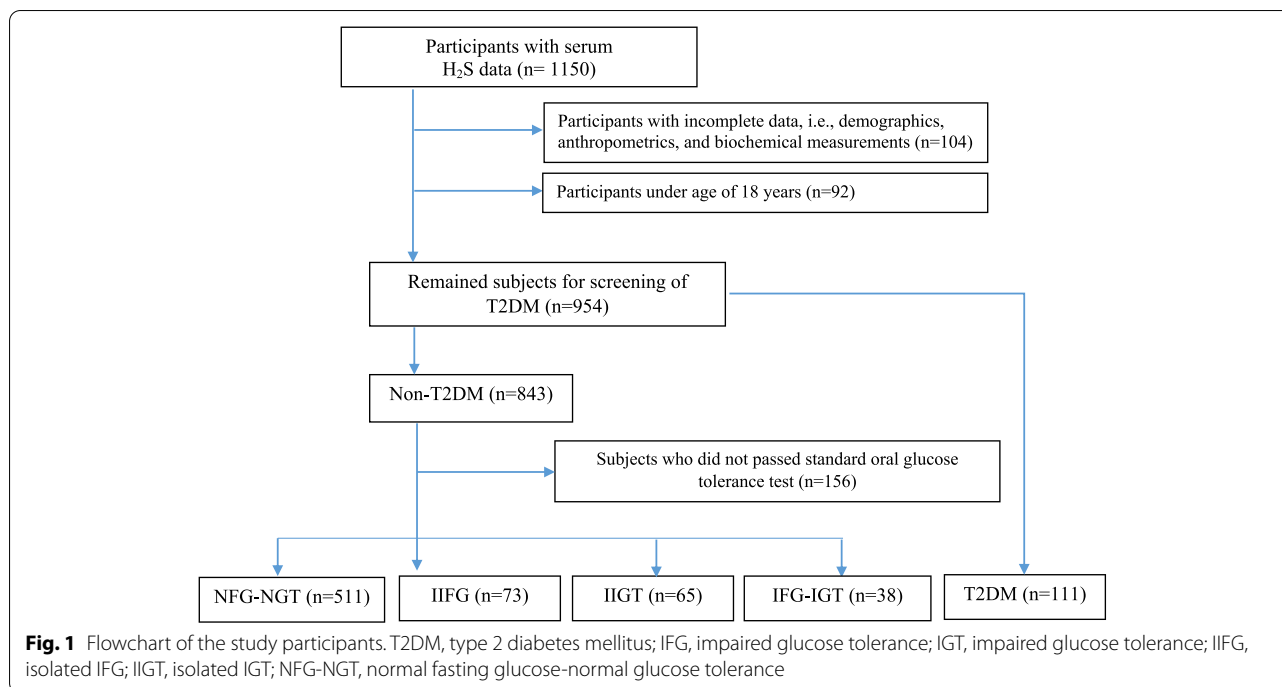 Participants with serum
H₂S data (n= 1150)
Participants with incomplete data, i.e., demographics,
anthropometrics, and biochemical measurements (n=104)
Participants under age of 18 years (n=92)
Remained subjects for screening of
T2DM (n=954)
Non-T2DM (n=843)
Subjects who did not passed standard oral glucose
tolerance test (n=156)
NFG-NGT (n=511)
IIFG (n=73)
IIGT (n=65)
IFG-IGT (n=38)
T2DM (n=111)
Fig. 1 Flowchart of the study participants. T2DM, type 2 diabetes mellitus; IFG, impaired glucose tolerance; IGT, impaired glucose tolerance; IIFG,
isolated IFG; IIGT, isolated IGT; NFG-NGT, normal fasting glucose-normal glucose tolerance